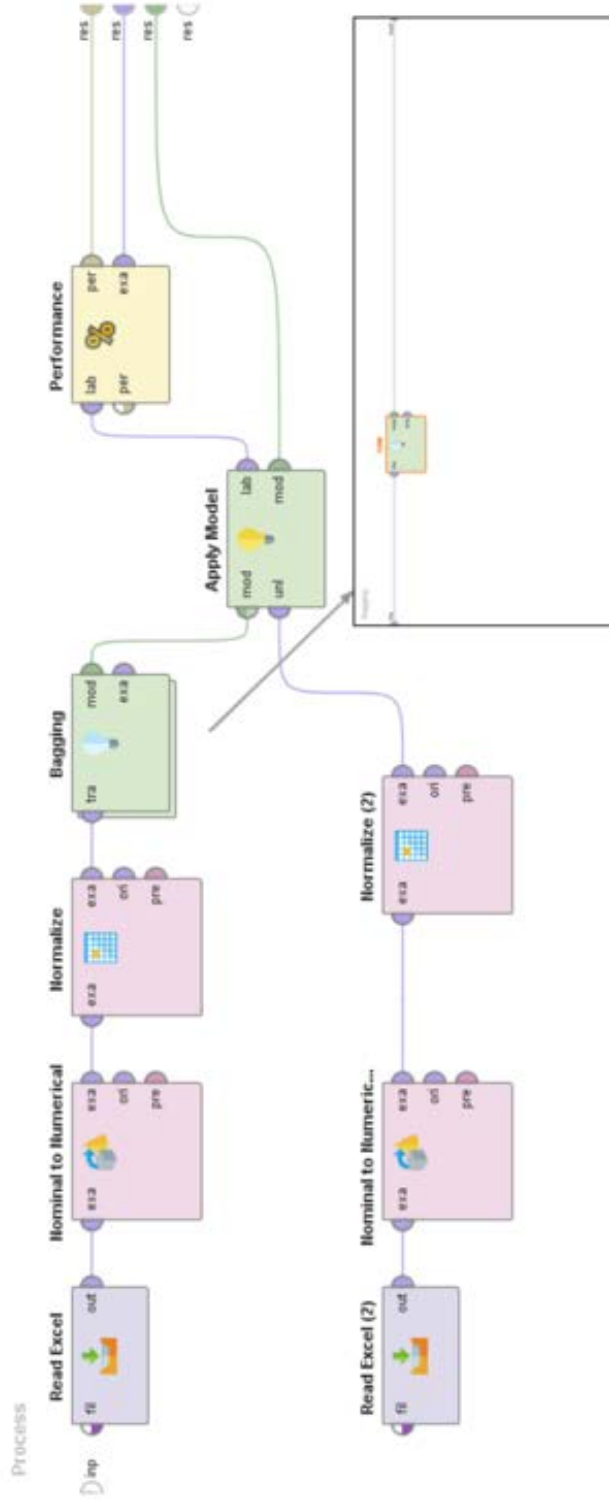 Process
inp
res
res
res
res
Read Excel
fil
out
Nominal to Numerical
exa
exa
ori
pre
Normalize
exa
exa
ori
pre
Bagging
tra
mod
exa
Apply Model
mod
lab
unl
mod
Performance
lab
per
per
exa
Read Excel (2)
fil
out
Nominal to Numeric...
exa
exa
ori
pre
Normalize (2)
exa
exa
ori
pre